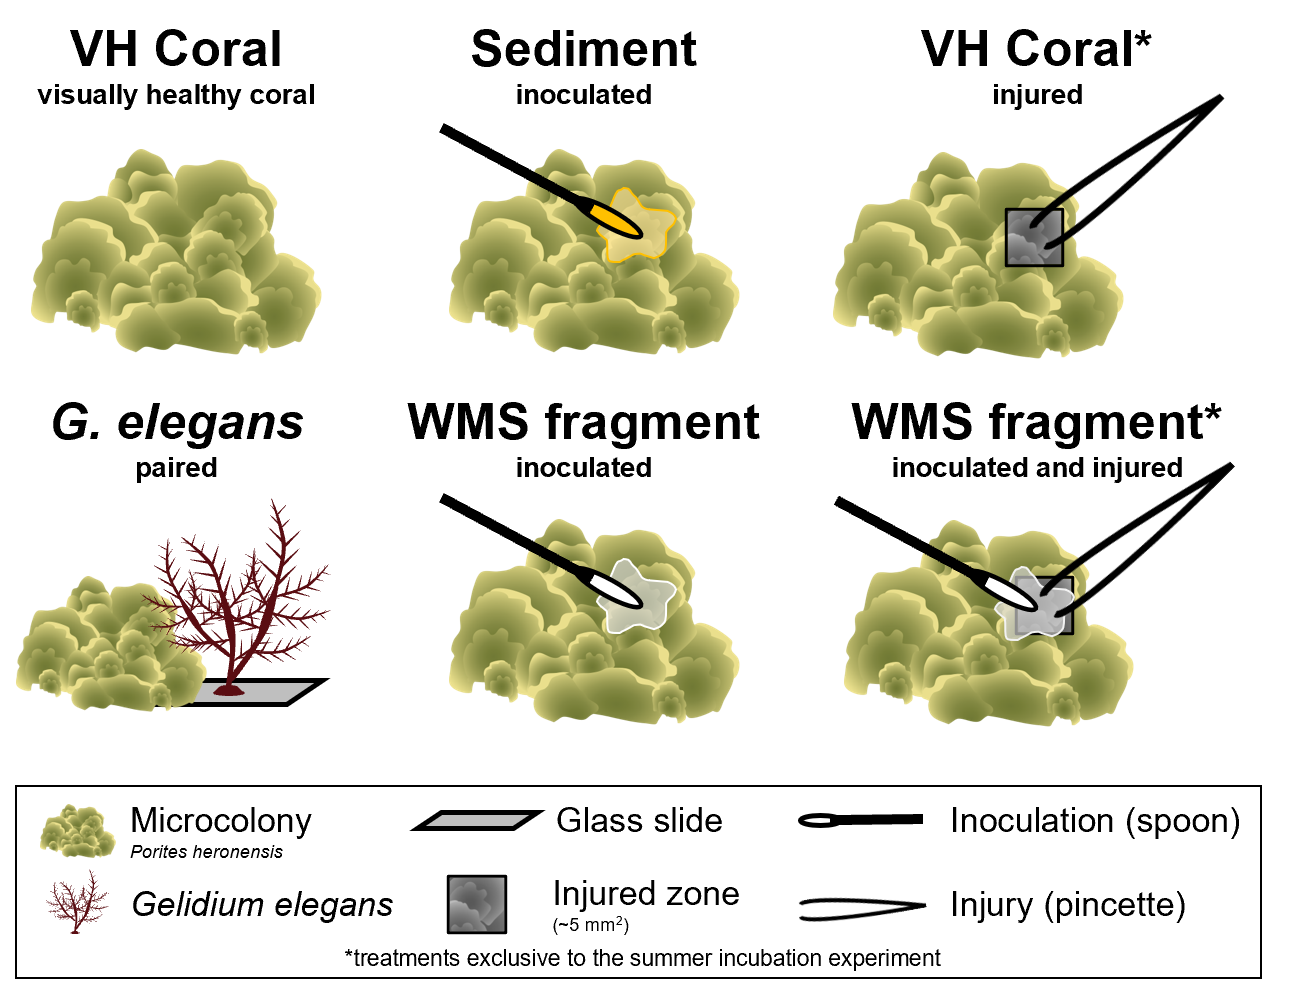 VH Coral
visually healthy coral
Sediment
inoculated
VH Coral*
injured
G. elegans
paired
WMS fragment
inoculated
WMS fragment*
inoculated and injured
Microcolony
Porites heronensis
Glass slide
Inoculation (spoon)
Gelidium elegans
Injured zone
(~5 mm²)
Injury (pincette)
*treatments exclusive to the summer incubation experiment